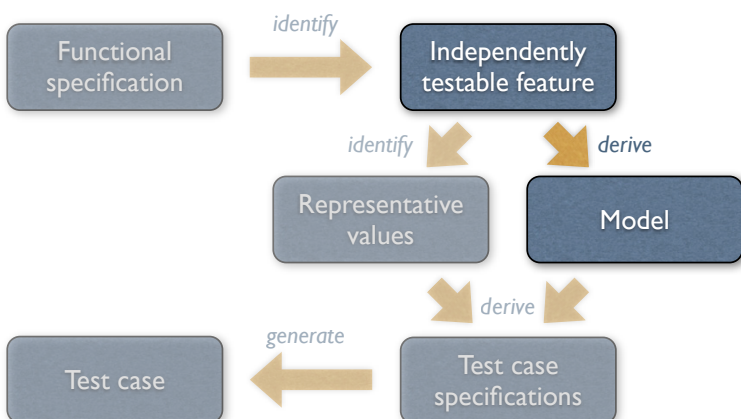 identify
Functional
specification
Independently
testable feature
identify
derive
Representative
values
Model
derive
generate
Test case
Test case
specifications